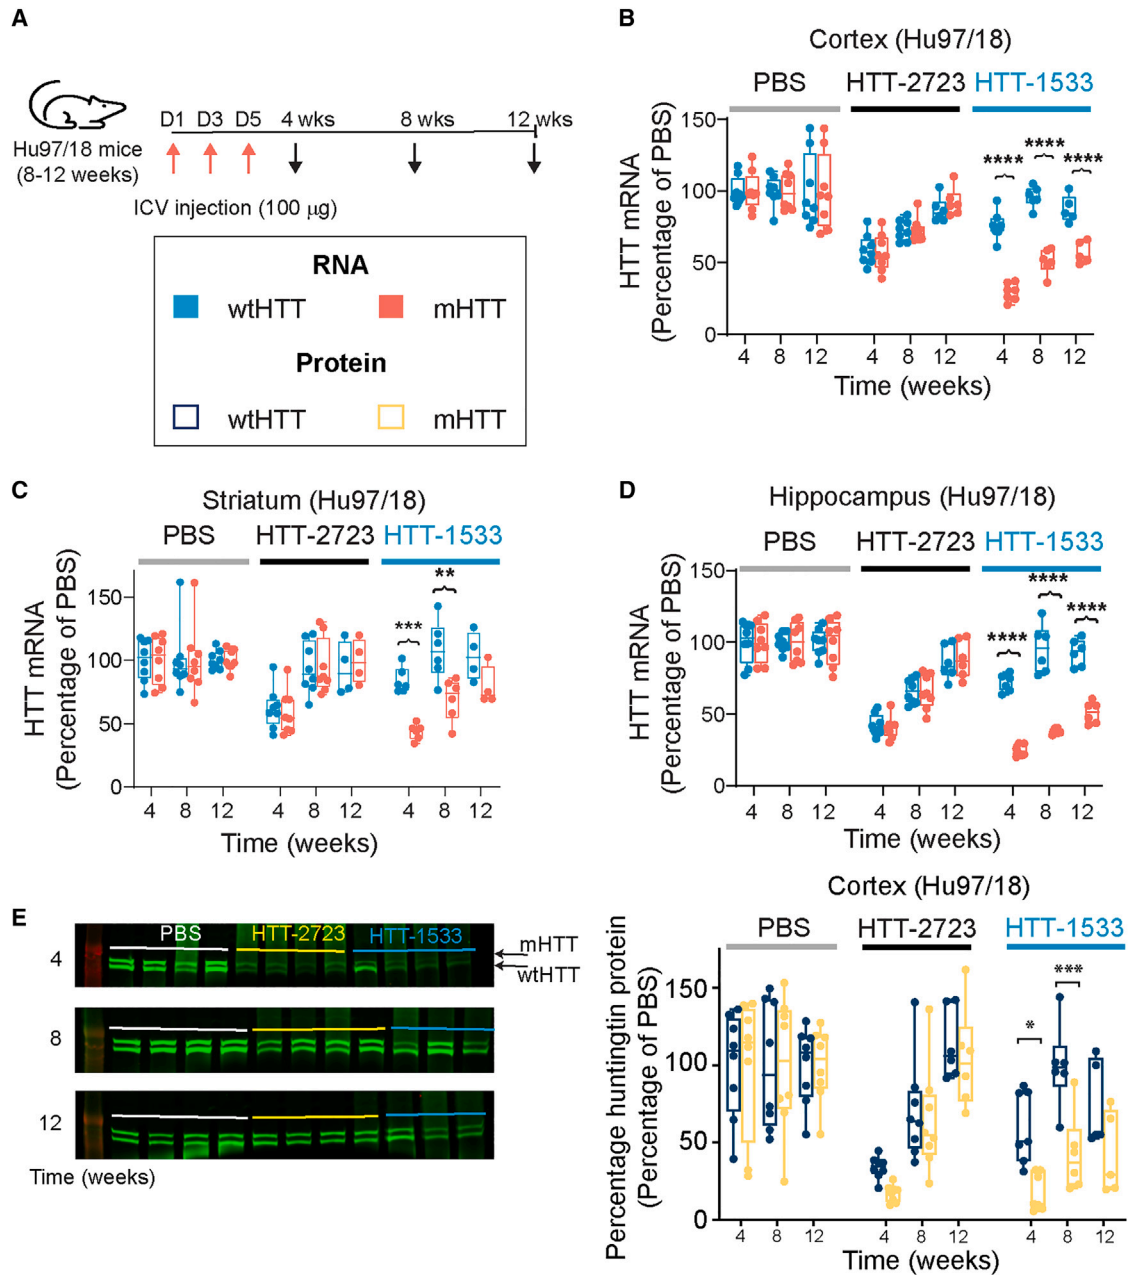 A
D1 D3 D5 4 wks 8 wks 12 wks
Hu97/18 mice
(8-12 weeks)
ICV injection (100 μg)
RNA
wtHTT mHTT
Protein
wtHTT mHTT
B
Cortex (Hu97/18)
PBS HTT-2723 HTT-1533
HTT mRNA
(Percentage of PBS)
150
100
50
0
**** **** ****
4 8 12 4 8 12 4 8 12
Time (weeks)
C
Striatum (Hu97/18)
PBS HTT-2723 HTT-1533
HTT mRNA
(Percentage of PBS)
150
100
50
0
*** **
4 8 12 4 8 12 4 8 12
Time (weeks)
D
Hippocampus (Hu97/18)
PBS HTT-2723 HTT-1533
HTT mRNA
(Percentage of PBS)
150
100
50
0
**** **** ****
4 8 12 4 8 12 4 8 12
Time (weeks)
E
PBS HTT-2723 HTT-1533
4
mHTT
wtHTT
8
12
Time (weeks)
Cortex (Hu97/18)
PBS HTT-2723 HTT-1533
Percentage huntingtin protein
(Percentage of PBS)
150
100
50
0
* ***
4 8 12 4 8 12 4 8 12
Time (weeks)